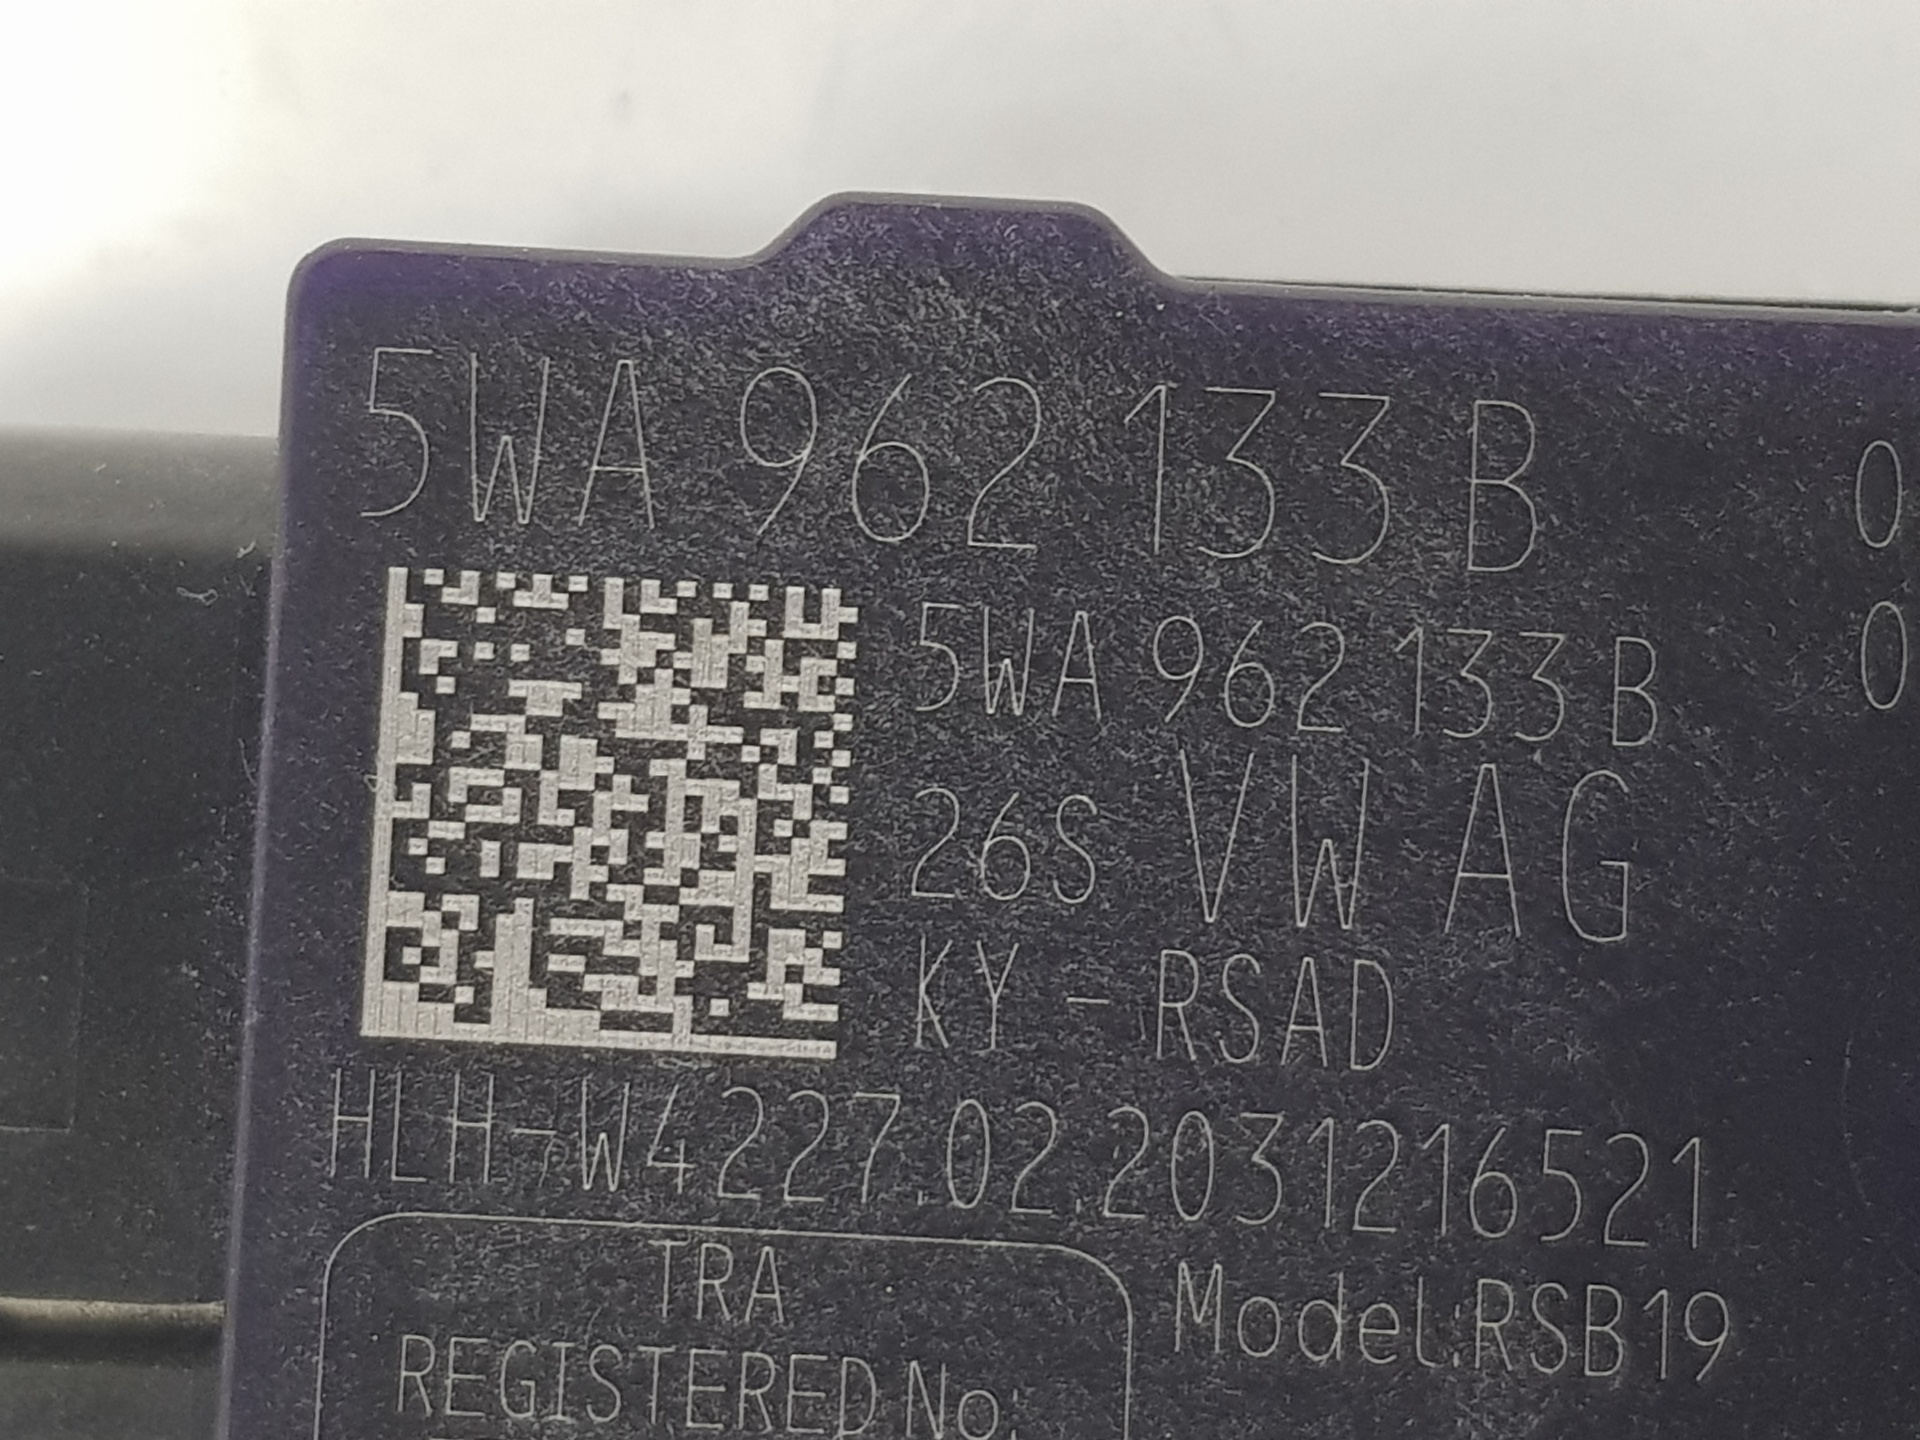 5WA 962 133 B 0
5WA 962 133 B 0
26S VW AG
KY - RSAD
HLH-W4227.02.2031216521
TRA
Model:RSB19
REGISTERED No: